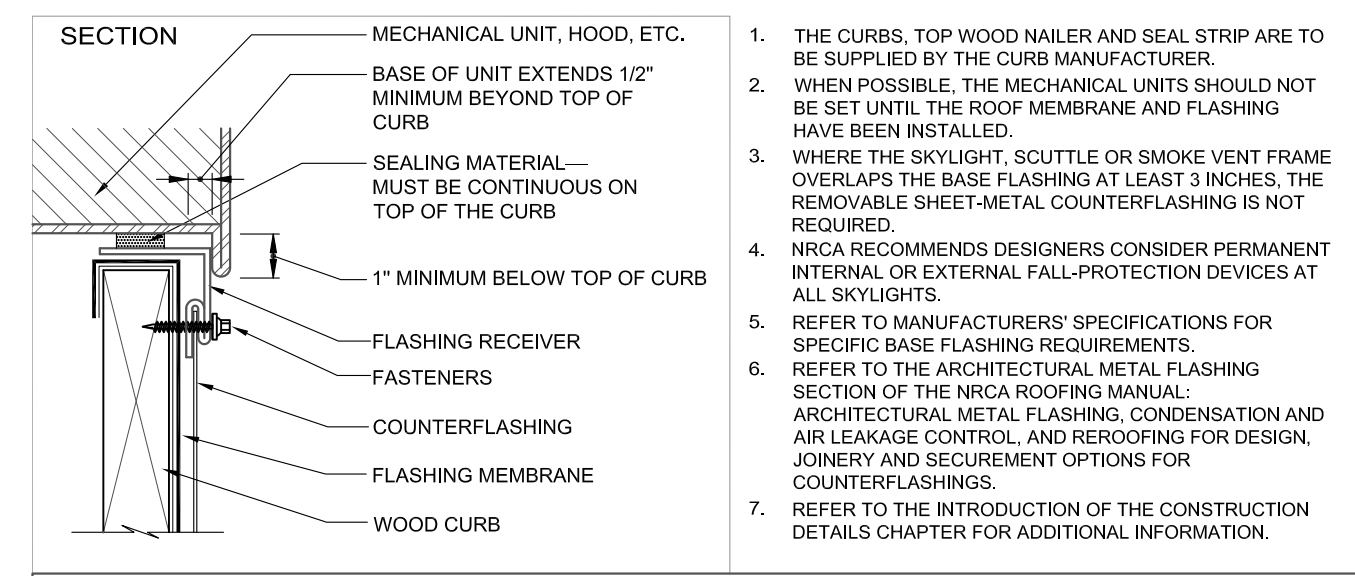 SECTION
MECHANICAL UNIT, HOOD, ETC.
BASE OF UNIT EXTENDS 1/2"
MINIMUM BEYOND TOP OF
CURB
SEALING MATERIAL—
MUST BE CONTINUOUS ON
TOP OF THE CURB
1" MINIMUM BELOW TOP OF CURB
FLASHING RECEIVER
FASTENERS
COUNTERFLASHING
FLASHING MEMBRANE
WOOD CURB
1. THE CURBS, TOP WOOD NAILER AND SEAL STRIP ARE TO
BE SUPPLIED BY THE CURB MANUFACTURER.
2. WHEN POSSIBLE, THE MECHANICAL UNITS SHOULD NOT
BE SET UNTIL THE ROOF MEMBRANE AND FLASHING
HAVE BEEN INSTALLED.
3. WHERE THE SKYLIGHT, SCUTTLE OR SMOKE VENT FRAME
OVERLAPS THE BASE FLASHING AT LEAST 3 INCHES, THE
REMOVABLE SHEET-METAL COUNTERFLASHING IS NOT
REQUIRED.
4. NRCA RECOMMENDS DESIGNERS CONSIDER PERMANENT
INTERNAL OR EXTERNAL FALL-PROTECTION DEVICES AT
ALL SKYLIGHTS.
5. REFER TO MANUFACTURERS' SPECIFICATIONS FOR
SPECIFIC BASE FLASHING REQUIREMENTS.
6. REFER TO THE ARCHITECTURAL METAL FLASHING
SECTION OF THE NRCA ROOFING MANUAL:
ARCHITECTURAL METAL FLASHING, CONDENSATION AND
AIR LEAKAGE CONTROL, AND REROOFING FOR DESIGN,
JOINERY AND SECUREMENT OPTIONS FOR
COUNTERFLASHINGS.
7. REFER TO THE INTRODUCTION OF THE CONSTRUCTION
DETAILS CHAPTER FOR ADDITIONAL INFORMATION.